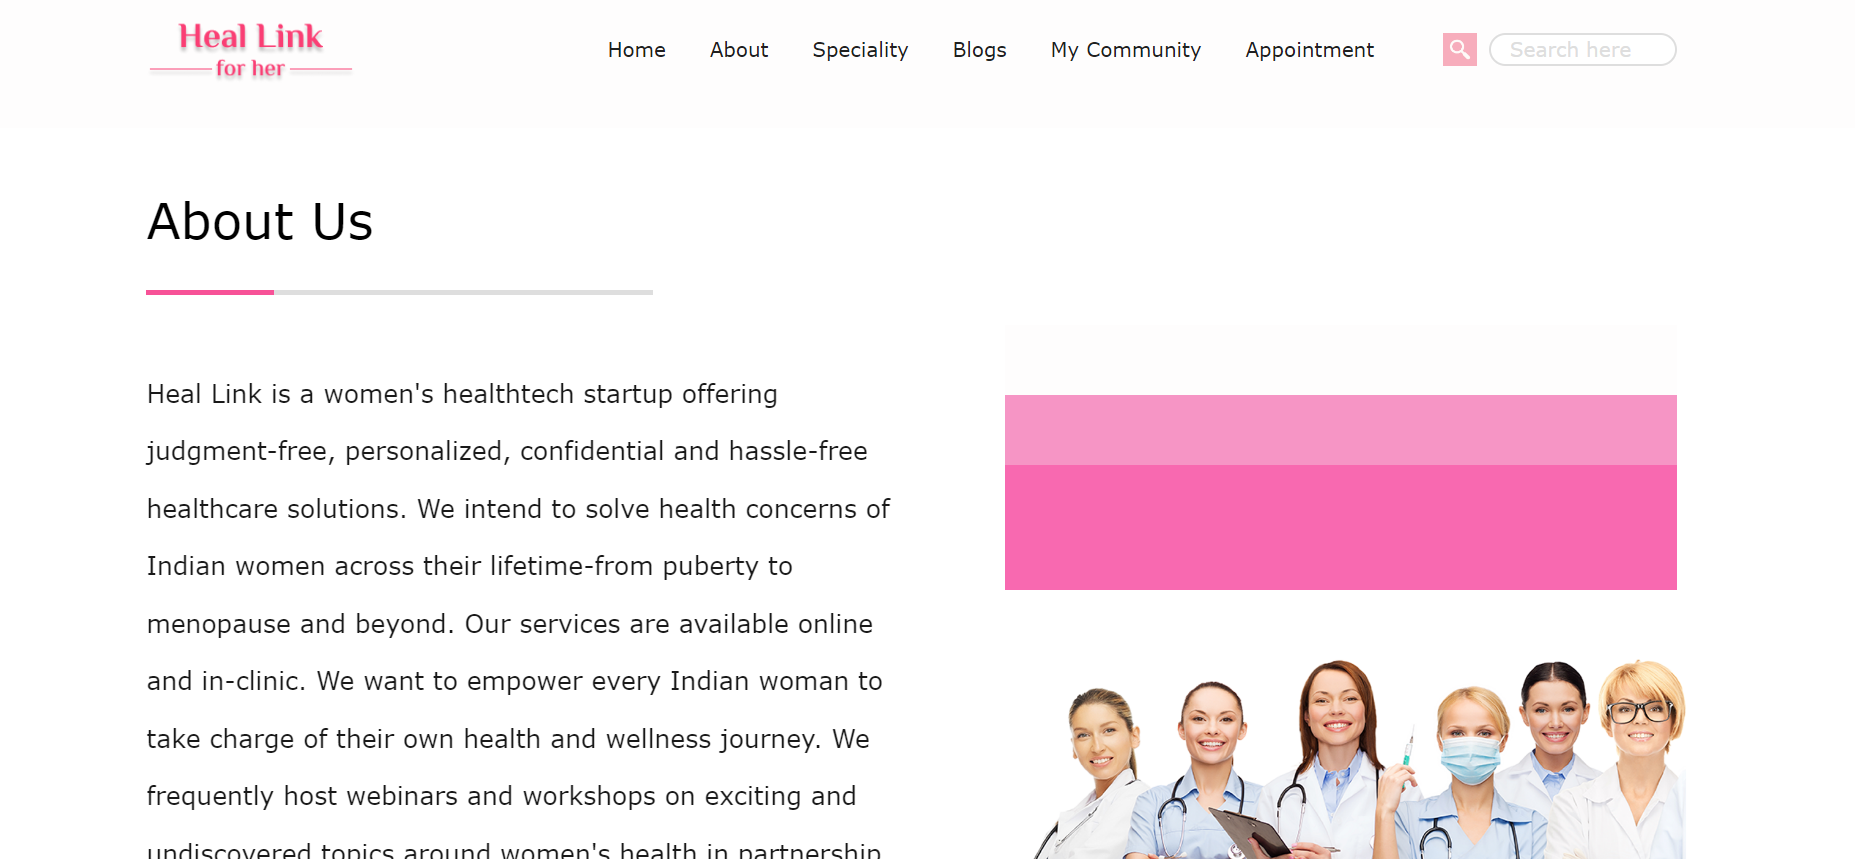 Heal Link
for her
Home About Speciality Blogs My Community Appointment Search here
About Us
Heal Link is a women's healthtech startup offering
judgment-free, personalized, confidential and hassle-free
healthcare solutions. We intend to solve health concerns of
Indian women across their lifetime-from puberty to
menopause and beyond. Our services are available online
and in-clinic. We want to empower every Indian woman to
take charge of their own health and wellness journey. We
frequently host webinars and workshops on exciting and
undiscovered topics around women's health in partnership